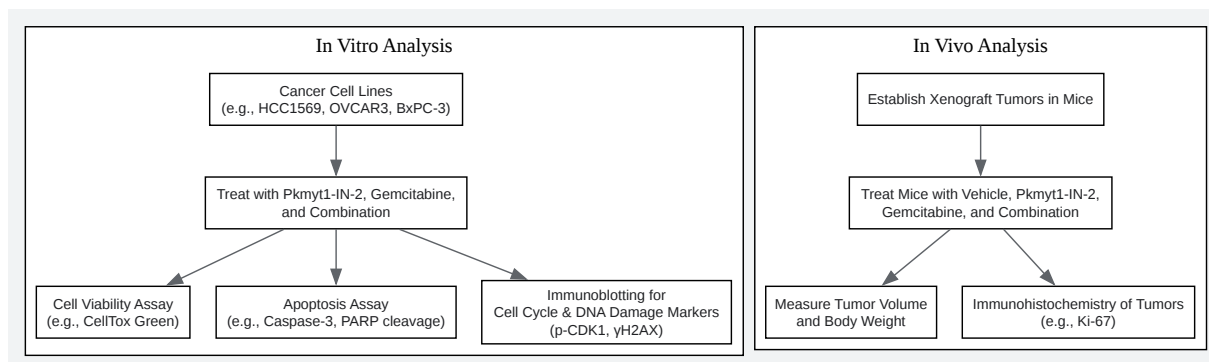 In Vitro Analysis
Cancer Cell Lines
(e.g., HCC1569, OVCAR3, BxPC-3)
Treat with Pkmyt1-IN-2, Gemcitabine,
and Combination
Cell Viability Assay
(e.g., CellTox Green)
Apoptosis Assay
(e.g., Caspase-3, PARP cleavage)
Immunoblotting for
Cell Cycle & DNA Damage Markers
(p-CDK1, γH2AX)
In Vivo Analysis
Establish Xenograft Tumors in Mice
Treat Mice with Vehicle, Pkmyt1-IN-2,
Gemcitabine, and Combination
Measure Tumor Volume
and Body Weight
Immunohistochemistry of Tumors
(e.g., Ki-67)